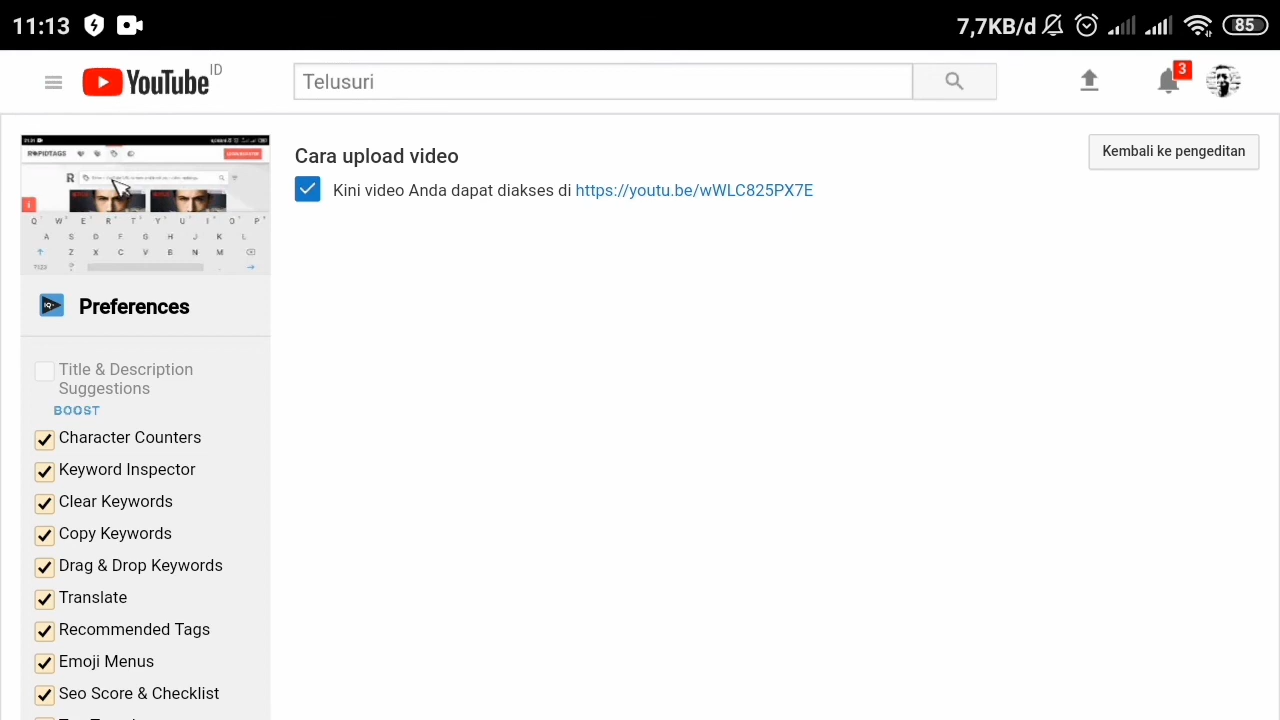 11:13
7,7KB/d
85
YouTube ID
Telusuri
3
RAPIDTAGS
Q W E R T Y U I O P
A S D F G H J K L
Z X C V B N M
Cara upload video
Kembali ke pengeditan
Kini video Anda dapat diakses di https://youtu.be/wWLC825PX7E
Preferences
Title & Description
Suggestions
BOOST
Character Counters
Keyword Inspector
Clear Keywords
Copy Keywords
Drag & Drop Keywords
Translate
Recommended Tags
Emoji Menus
Seo Score & Checklist